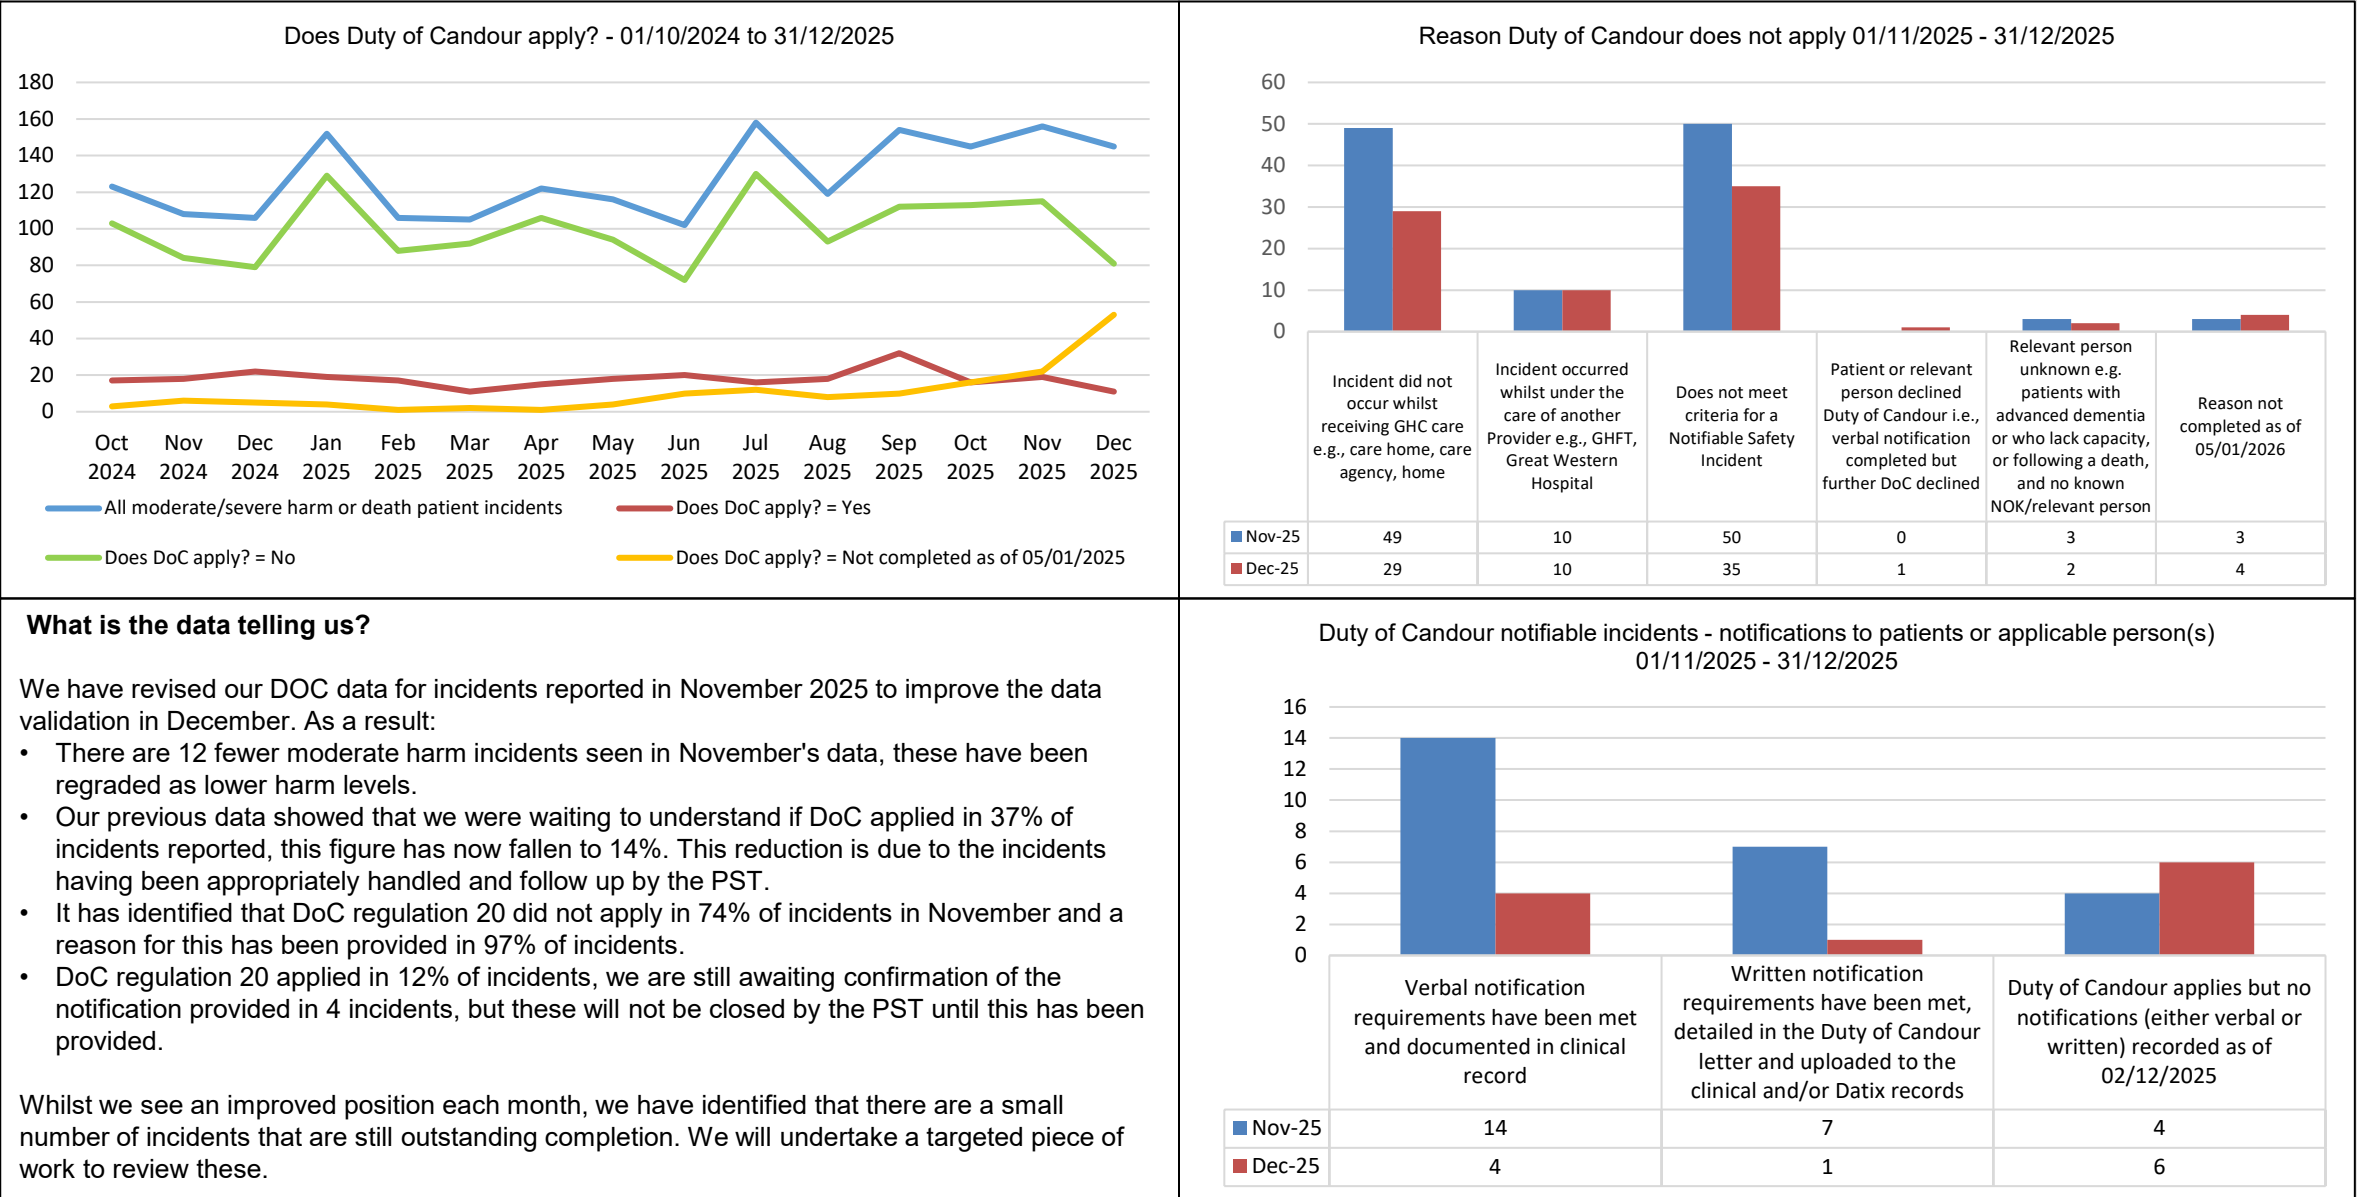 Does Duty of Candour apply? - 01/10/2024 to 31/12/2025
180
160
140
120
100
80
60
40
20
0
Oct 2024
Nov 2024
Dec 2024
Jan 2025
Feb 2025
Mar 2025
Apr 2025
May 2025
Jun 2025
Jul 2025
Aug 2025
Sep 2025
Oct 2025
Nov 2025
Dec 2025
All moderate/severe harm or death patient incidents
Does DoC apply? = Yes
Does DoC apply? = No
Does DoC apply? = Not completed as of 05/01/2025
Reason Duty of Candour does not apply 01/11/2025 - 31/12/2025
60
50
40
30
20
10
0
Incident did not
occur whilst
receiving GHC care
e.g., care home, care
agency, home
Incident occurred
whilst under the
care of another
Provider e.g., GHFT,
Great Western
Hospital
Does not meet
criteria for a
Notifiable Safety
Incident
Patient or relevant
person declined
Duty of Candour i.e.,
verbal notification
completed but
further DoC declined
Relevant person
unknown e.g.
patients with
advanced dementia
or who lack capacity,
or following a death,
and no known
NOK/relevant person
Reason not
completed as of
05/01/2026
Nov-25 49 10 50 0 3 3
Dec-25 29 10 35 1 2 4
What is the data telling us?
We have revised our DOC data for incidents reported in November 2025 to improve the data
validation in December. As a result:
• There are 12 fewer moderate harm incidents seen in November's data, these have been
regraded as lower harm levels.
• Our previous data showed that we were waiting to understand if DoC applied in 37% of
incidents reported, this figure has now fallen to 14%. This reduction is due to the incidents
having been appropriately handled and follow up by the PST.
• It has identified that DoC regulation 20 did not apply in 74% of incidents in November and a
reason for this has been provided in 97% of incidents.
• DoC regulation 20 applied in 12% of incidents, we are still awaiting confirmation of the
notification provided in 4 incidents, but these will not be closed by the PST until this has been
provided.
Whilst we see an improved position each month, we have identified that there are a small
number of incidents that are still outstanding completion. We will undertake a targeted piece of
work to review these.
Duty of Candour notifiable incidents - notifications to patients or applicable person(s)
01/11/2025 - 31/12/2025
16
14
12
10
8
6
4
2
0
Verbal notification
requirements have been met
and documented in clinical
record
Written notification
requirements have been met,
detailed in the Duty of Candour
letter and uploaded to the
clinical and/or Datix records
Duty of Candour applies but no
notifications (either verbal or
written) recorded as of
02/12/2025
Nov-25 14 7 4
Dec-25 4 1 6